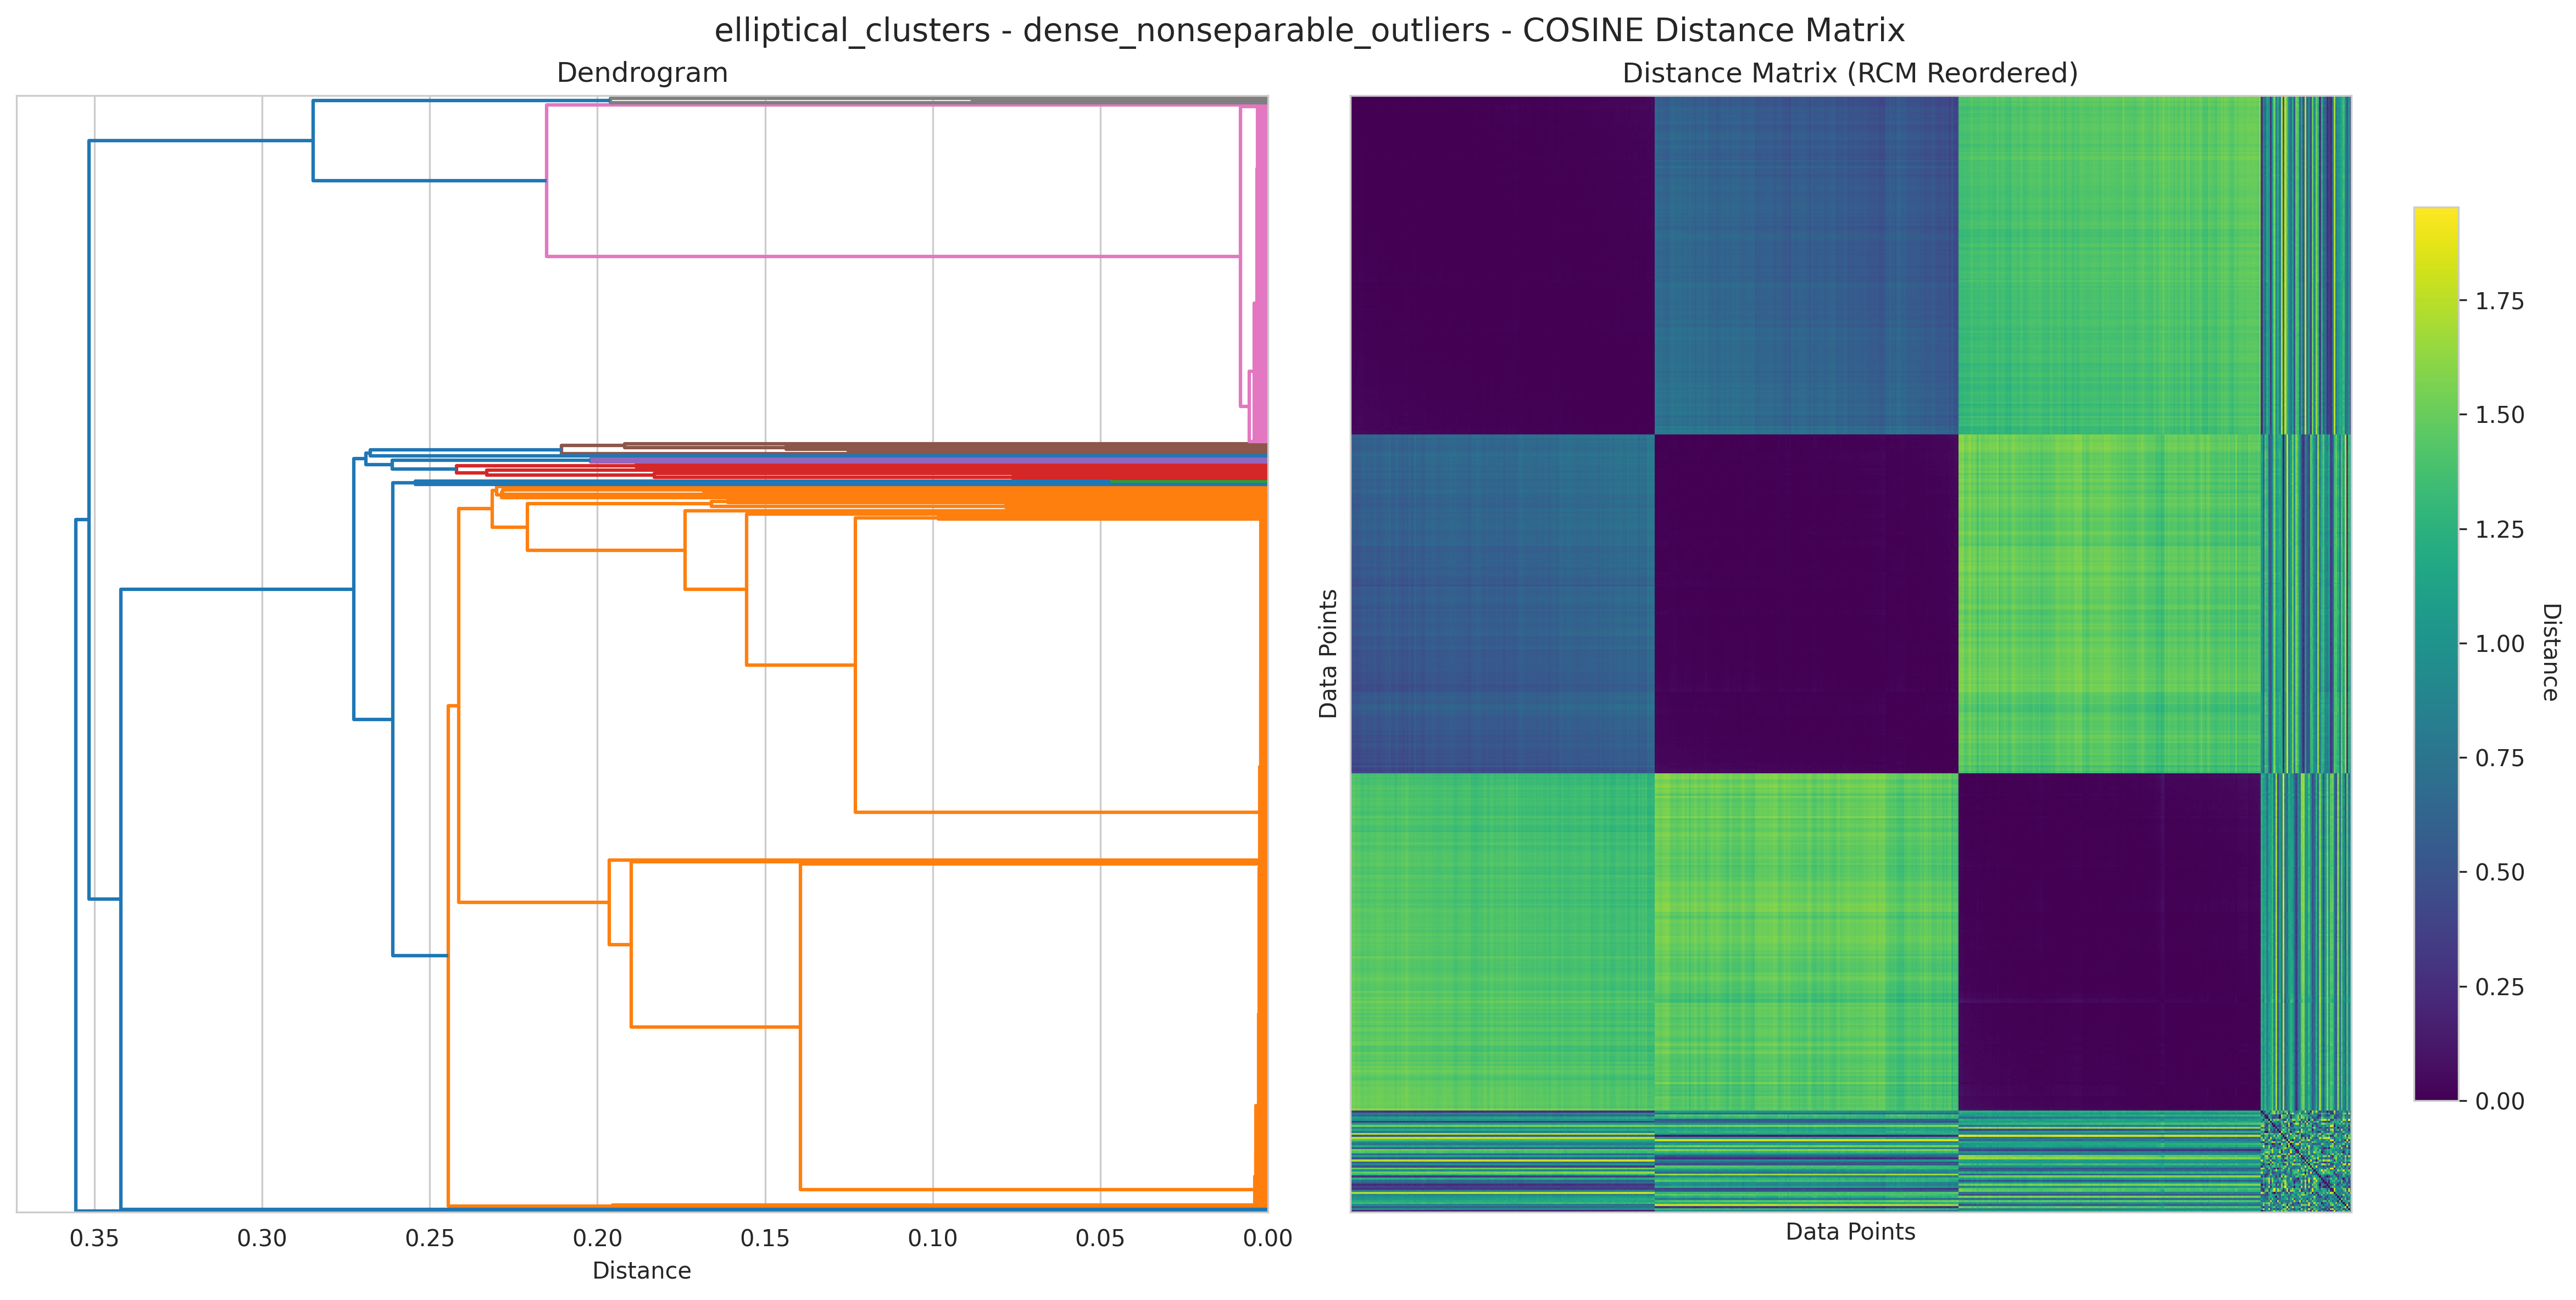 elliptical_clusters - dense_nonseparable_outliers - COSINE Distance Matrix
Dendrogram
0.35 0.30 0.25 0.20 0.15 0.10 0.05 0.00
Distance
Distance Matrix (RCM Reordered)
Data Points
Data Points
1.75
1.50
1.25
1.00
0.75
0.50
0.25
0.00
Distance